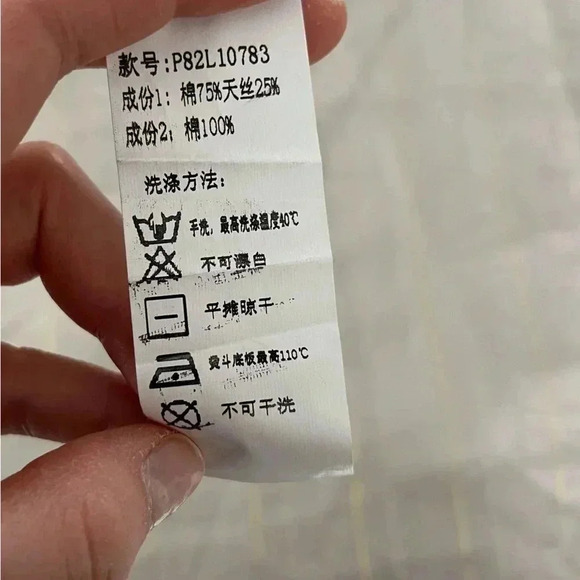 款号:P82L10783
成份1: 棉75%天丝25%
成份2: 棉100%
洗涤方法:
手洗, 最高洗涤温度40℃
不可漂白
平摊晾干
熨斗底板最高110℃
不可干洗